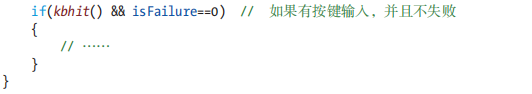 if(kbhit() && isFailure==0)  //  如果有按键输入，并且不失败
{
// ……
}
}